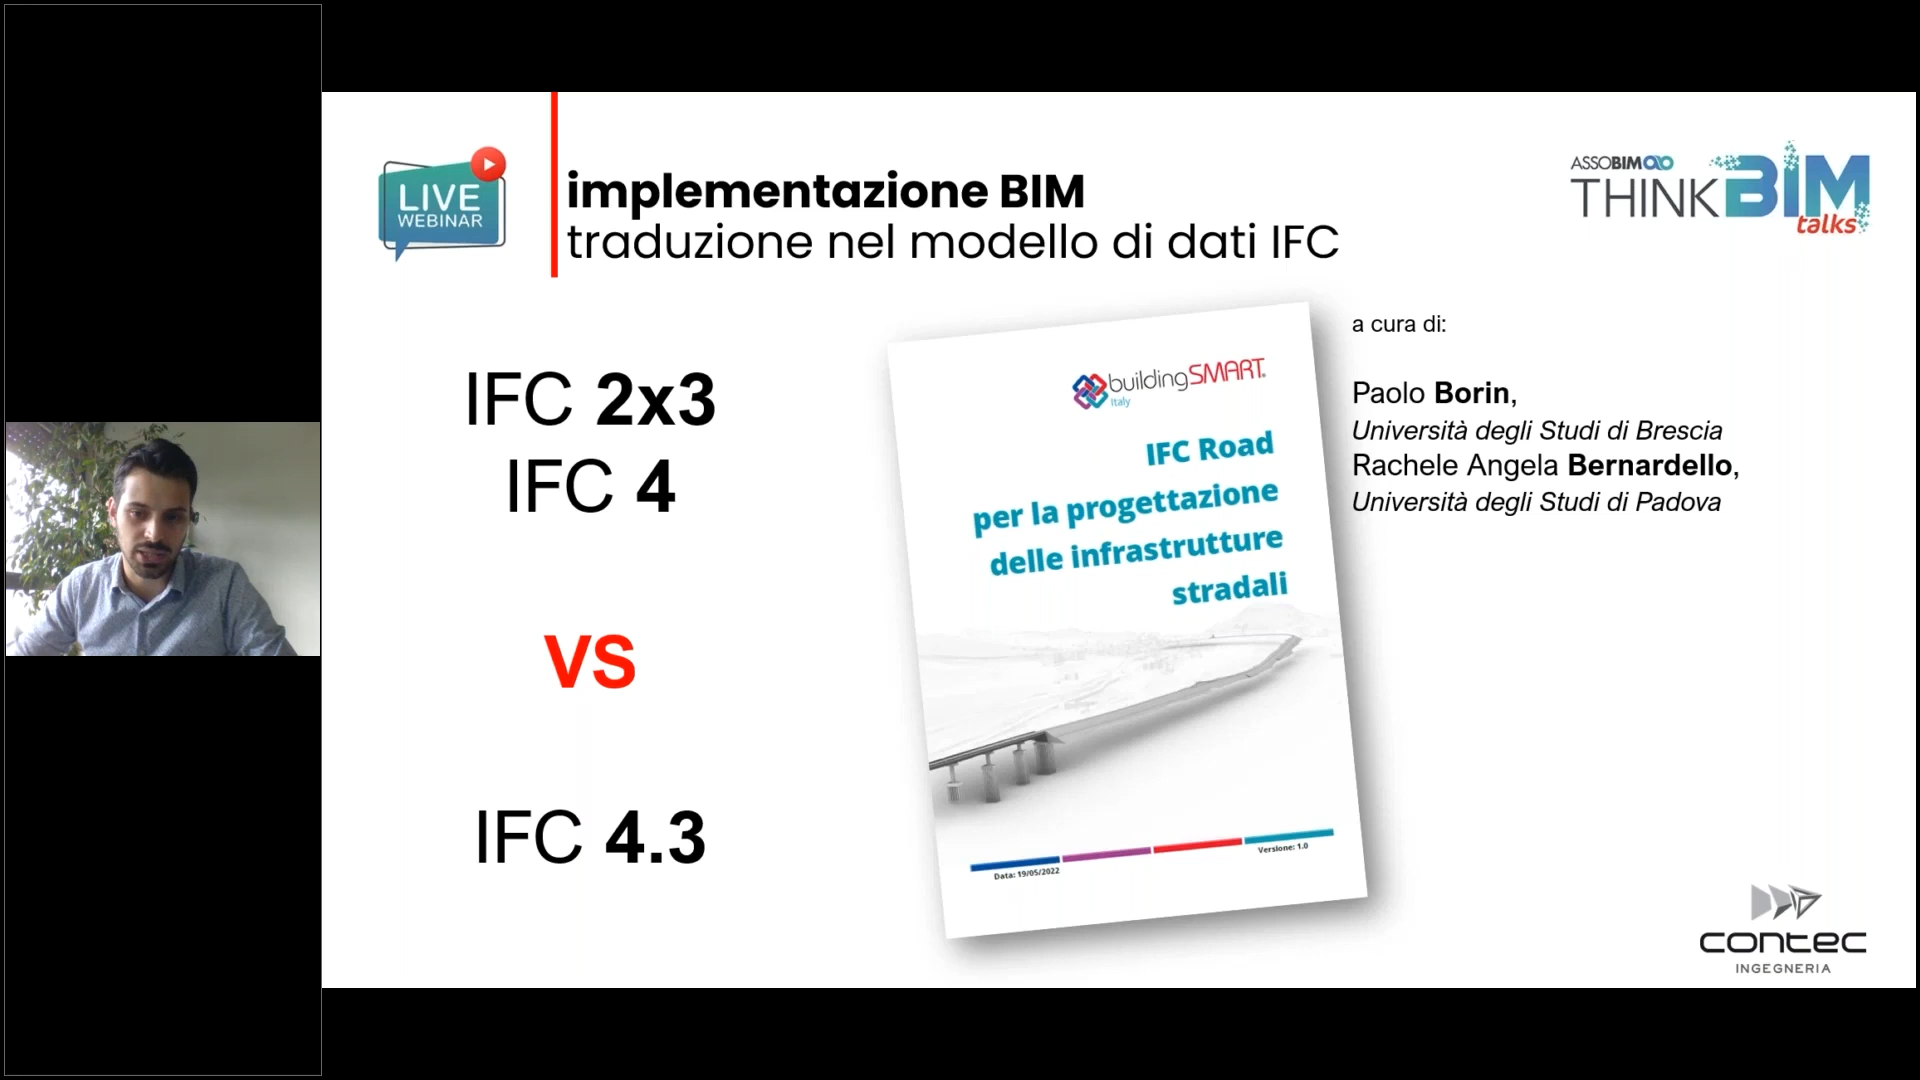 LIVE
WEBINAR
implementazione BIM
traduzione nel modello di dati IFC
ASSOBIM
THINK BIM
talks
IFC 2x3
IFC 4
VS
IFC 4.3
buildingSMART
Italy
IFC Road
per la progettazione
delle infrastrutture
stradali
Data: 19/05/2022
Versione: 1.0
a cura di:
Paolo Borin,
Università degli Studi di Brescia
Rachele Angela Bernardello,
Università degli Studi di Padova
contec
INGEGNERIA